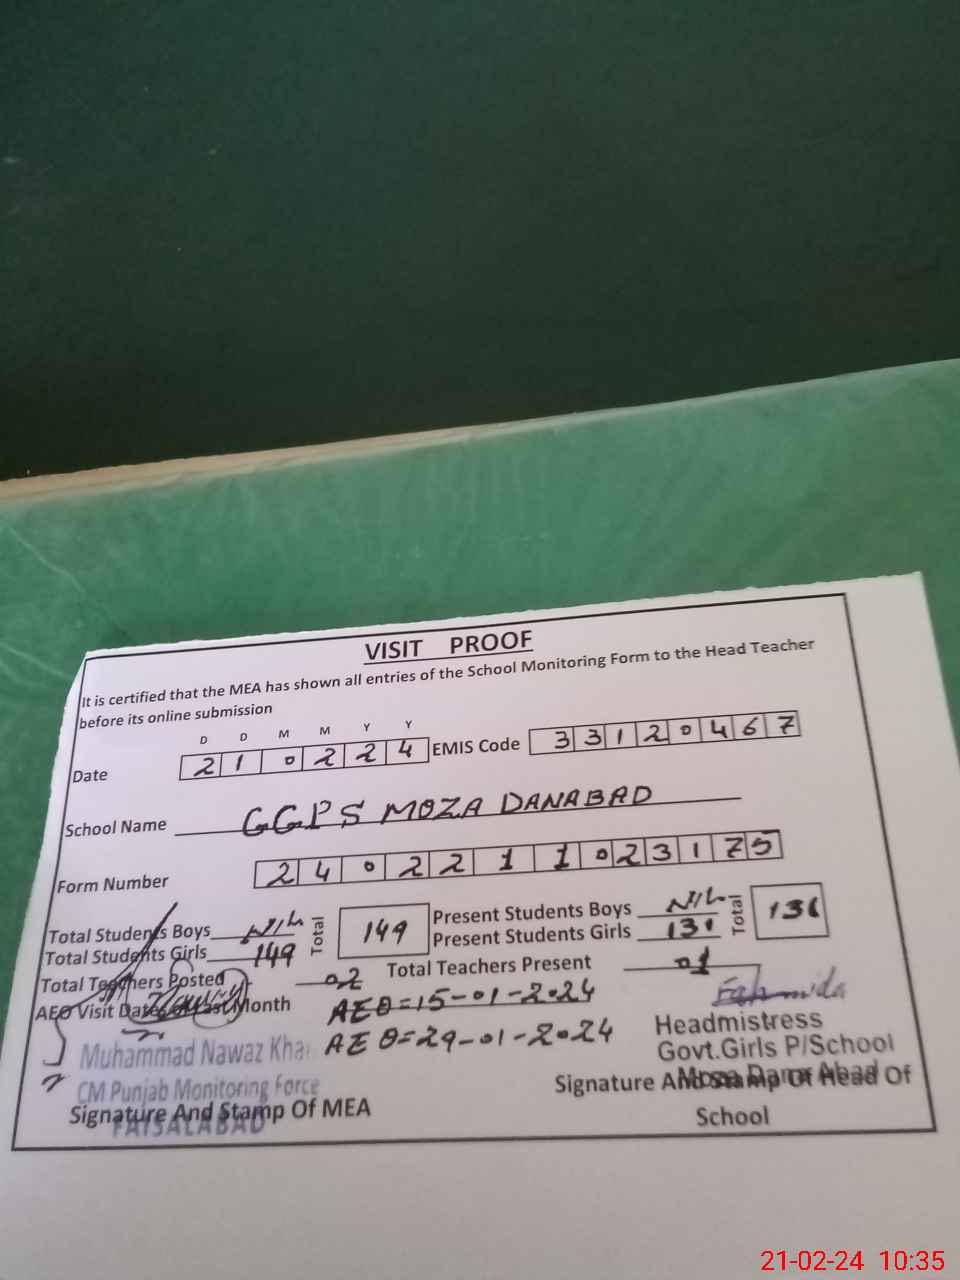 VISIT PROOF
It is certified that the MEA has shown all entries of the School Monitoring Form to the Head Teacher
before its online submission
D D M M Y Y
Date 2 1 0 2 2 4 EMIS Code 3 3 1 2 0 4 6 7
School Name GGPS MOZA DANABAD
Form Number 2 4 0 2 2 1 1 0 2 3 1 7 5
Total Students Boys NIL Total 149 Present Students Boys NIL Total 131
Total Students Girls 149 Present Students Girls 131
Total Teachers Posted 02 Total Teachers Present 01
AEO Visit Dates of Last Month AEO=15-01-2024
AEO=29-01-2024
Fahmida
Muhammad Nawaz Khan
CM Punjab Monitoring Force
FAISALABAD
Signature And Stamp Of MEA
Headmistress
Govt.Girls P/School
Signature And Stamp Of Head Of
School
21-02-24 10:35